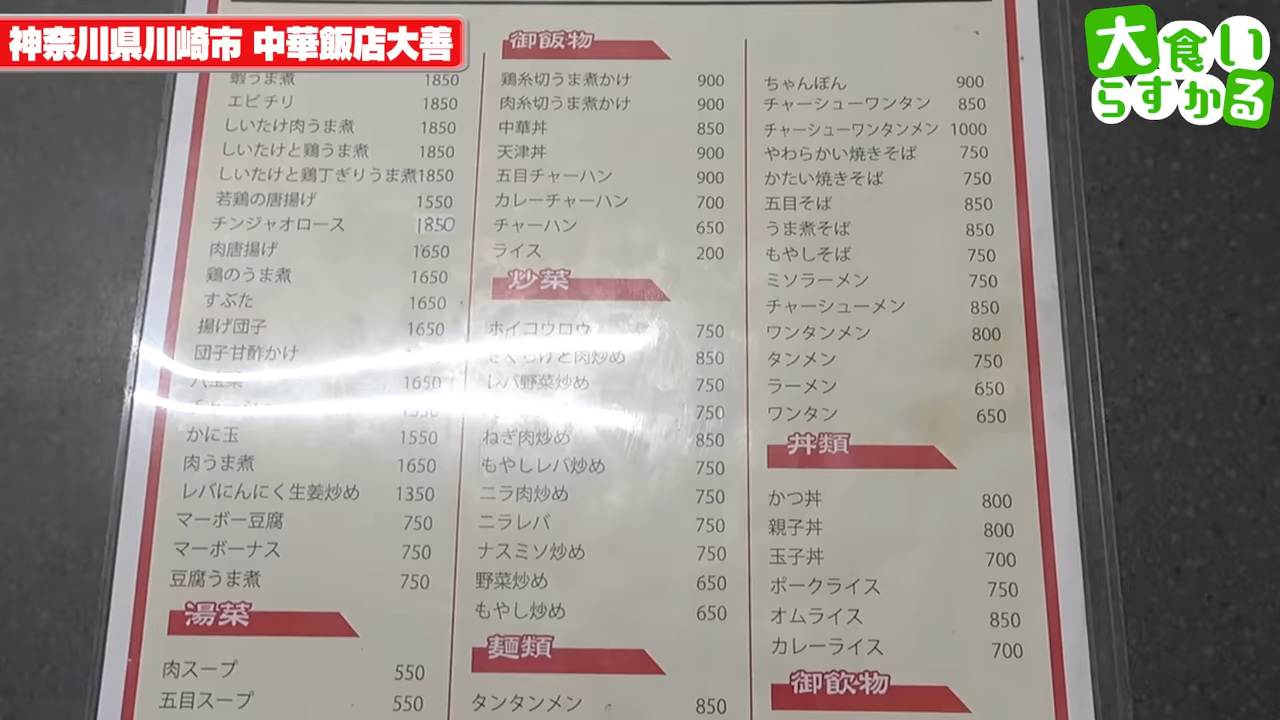 神奈川県川崎市 中華飯店大善
大食い
らすかる
蝦うま煮 1850
エビチリ 1850
しいたけ肉うま煮 1850
しいたけと鶏うま煮 1850
しいたけと鶏丁ぎりうま煮 1850
若鶏の唐揚げ 1550
チンジャオロース 1850
肉唐揚げ 1650
鶏のうま煮 1650
すぶた 1650
揚げ団子 1650
団子甘酢かけ
八宝菜 1650
かに玉 1550
肉うま煮 1650
レバにんにく生姜炒め 1350
マーボー豆腐 750
マーボーナス 750
豆腐うま煮 750
湯菜
肉スープ 550
五目スープ 550
御飯物
鶏糸切うま煮かけ 900
肉糸切うま煮かけ 900
中華丼 850
天津丼 900
五目チャーハン 900
カレーチャーハン 700
チャーハン 650
ライス 200
炒菜
ホイコウロウ 750
きくらげと肉炒め 850
レバ野菜炒め 750
750
ねぎ肉炒め 850
もやしレバ炒め 750
ニラ肉炒め 750
ニラレバ 750
ナスミソ炒め 750
野菜炒め 650
もやし炒め 650
麺類
タンタンメン 850
ちゃんぽん 900
チャーシューワンタン 850
チャーシューワンタンメン 1000
やわらかい焼きそば 750
かたい焼きそば 750
五目そば 850
うま煮そば 850
もやしそば 750
ミソラーメン 750
チャーシューメン 850
ワンタンメン 800
タンメン 750
ラーメン 650
ワンタン 650
丼類
かつ丼 800
親子丼 800
玉子丼 700
ポークライス 750
オムライス 850
カレーライス 700
御飲物